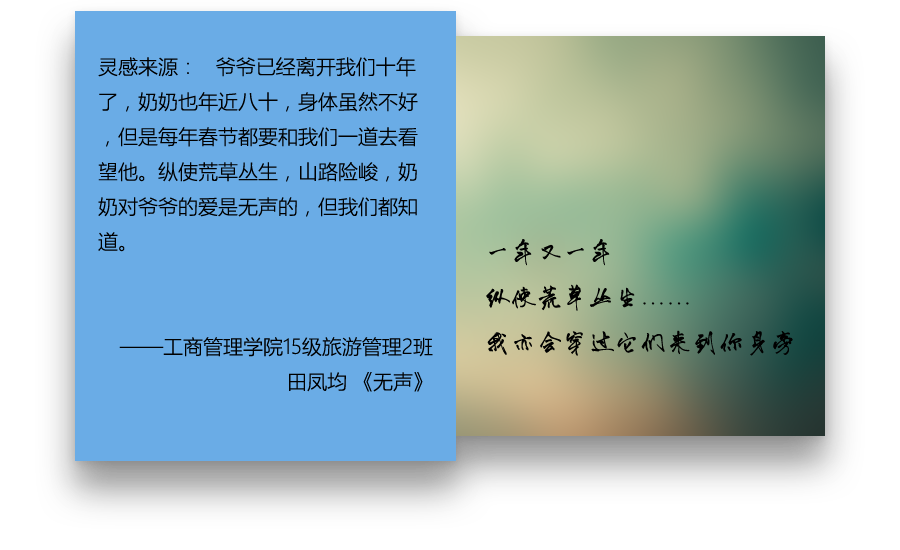 灵感来源： 爷爷已经离开我们十年
了，奶奶也年近八十，身体虽然不好
，但是每年春节都要和我们一道去看
望他。纵使荒草丛生，山路险峻，奶
奶对爷爷的爱是无声的，但我们都知
道。
——工商管理学院15级旅游管理2班
田凤均 《无声》
一年又一年
纵使荒草丛生……
我亦会穿过它们来到你身旁